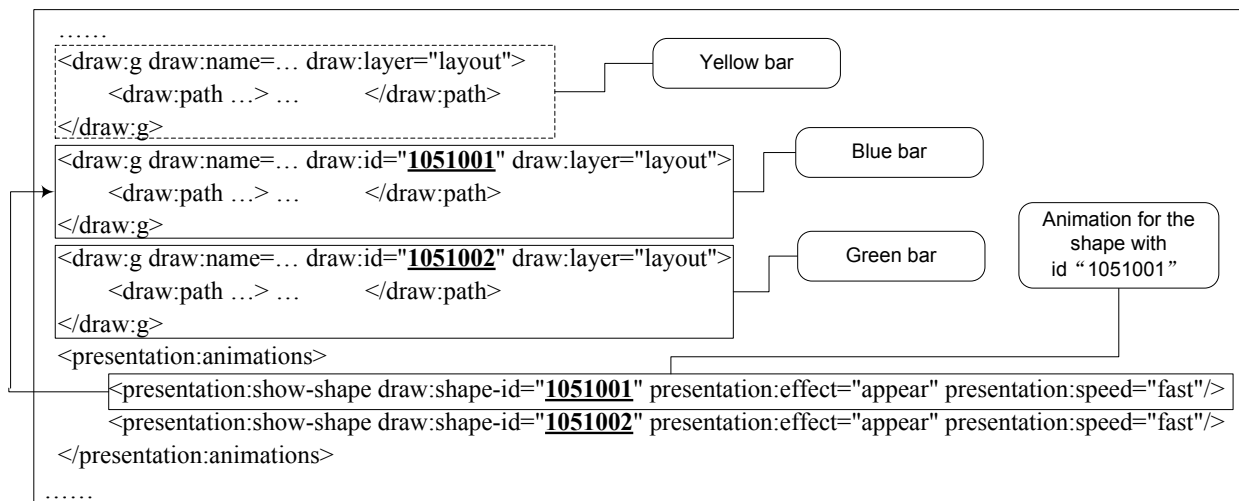 ……
<draw:g draw:name=… draw:layer="layout">
Yellow bar
<draw:path …> … </draw:path>
</draw:g>
<draw:g draw:name=… draw:id="1051001" draw:layer="layout">
Blue bar
<draw:path …> … </draw:path>
</draw:g>
<draw:g draw:name=… draw:id="1051002" draw:layer="layout">
Green bar
<draw:path …> … </draw:path>
</draw:g>
Animation for the
shape with
id “1051001”
<presentation:animations>
<presentation:show-shape draw:shape-id="1051001" presentation:effect="appear" presentation:speed="fast"/>
<presentation:show-shape draw:shape-id="1051002" presentation:effect="appear" presentation:speed="fast"/>
</presentation:animations>
……